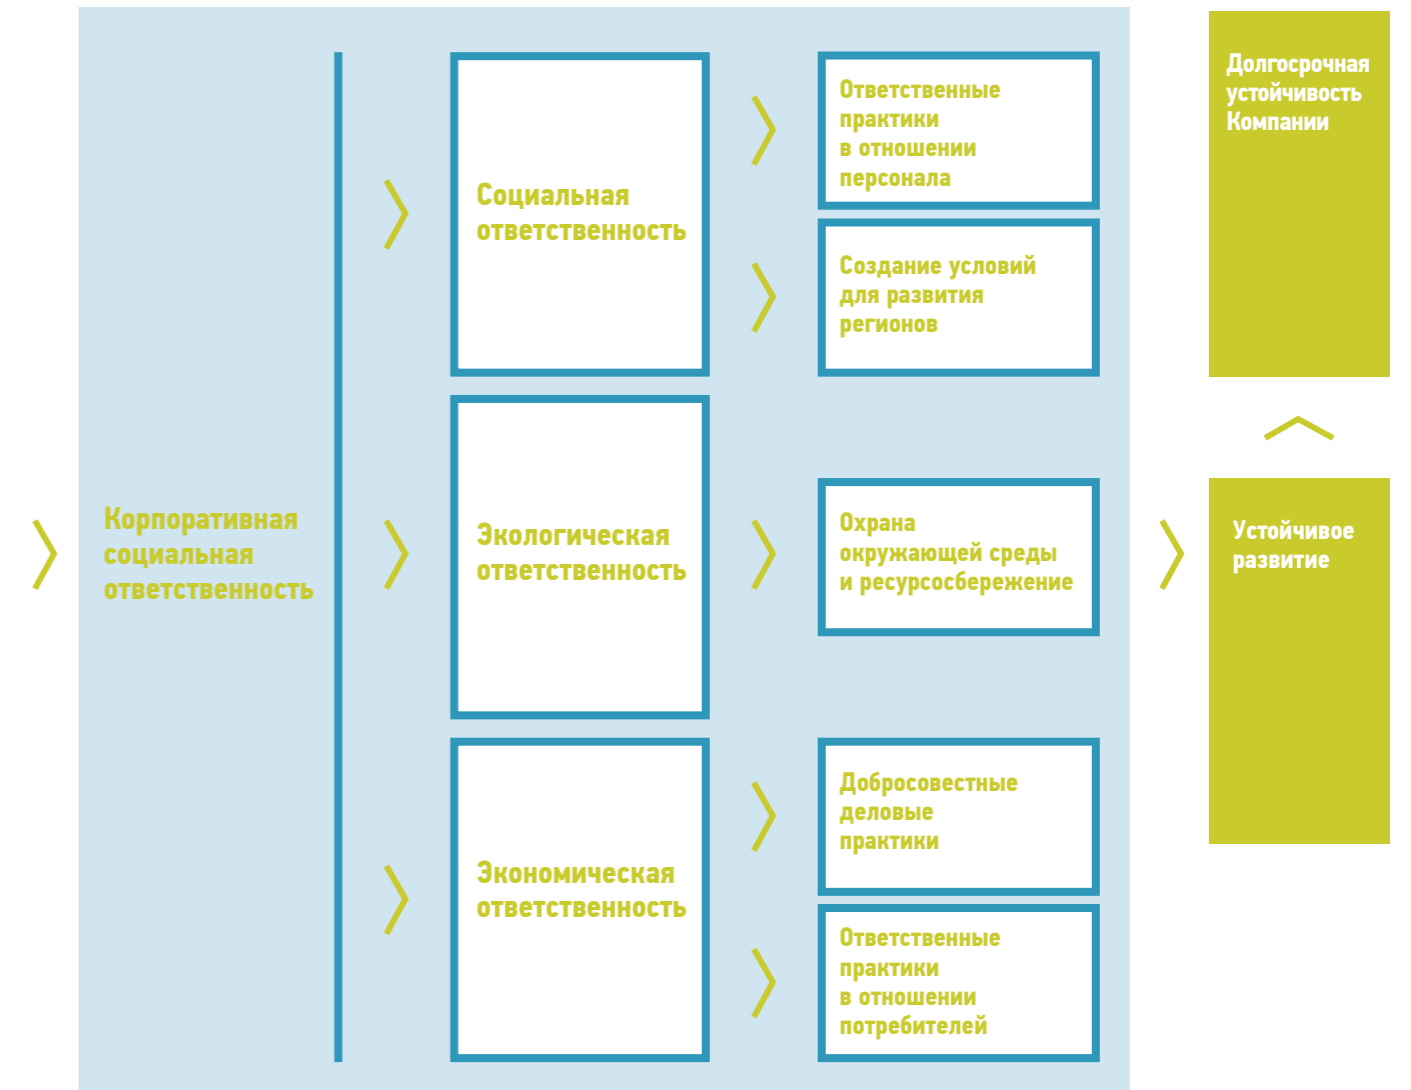 Корпоративная
социальная
ответственность
Социальная
ответственность
Ответственные
практики
в отношении
персонала
Создание условий
для развития
регионов
Экологическая
ответственность
Охрана
окружающей среды
и ресурсосбережение
Экономическая
ответственность
Добросовестные
деловые
практики
Ответственные
практики
в отношении
потребителей
Устойчивое
развитие
Долгосрочная
устойчивость
Компании